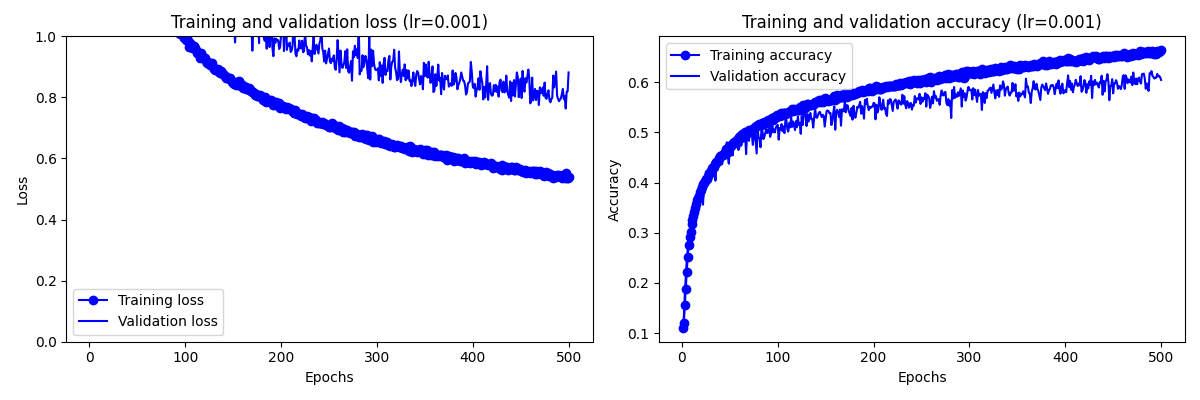 Training and validation loss (lr=0.001)
1.0
0.8
0.6
0.4
0.2
0.0
Loss
Training loss
Validation loss
0 100 200 300 400 500
Epochs
Training and validation accuracy (lr=0.001)
Training accuracy
Validation accuracy
0.6
0.5
0.4
0.3
0.2
0.1
Accuracy
0 100 200 300 400 500
Epochs